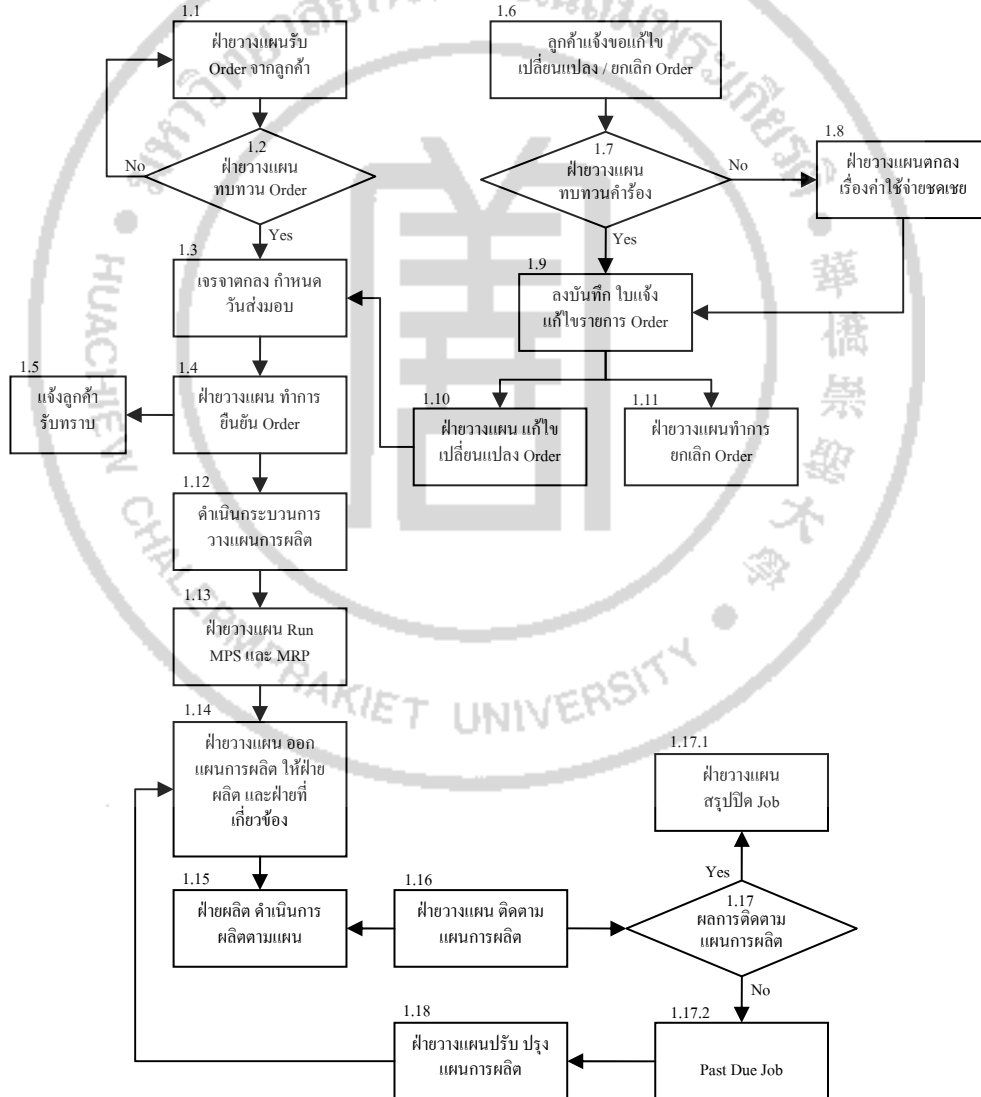 1.1
ฝ่ายวางแผนรับ
Order จากลูกค้า
1.2
ฝ่ายวางแผน
ทบทวน Order
No
Yes
1.3
เจรจาตกลง กำหนด
วันส่งมอบ
1.4
ฝ่ายวางแผน ทำการ
ยืนยัน Order
1.5
แจ้งลูกค้า
รับทราบ
1.6
ลูกค้าแจ้งขอแก้ไข
เปลี่ยนแปลง / ยกเลิก Order
1.7
ฝ่ายวางแผน
ทบทวนคำร้อง
No
Yes
1.8
ฝ่ายวางแผนตกลง
เรื่องค่าใช้จ่ายชดเชย
1.9
ลงบันทึก ใบแจ้ง
แก้ไขรายการ Order
1.10
ฝ่ายวางแผน แก้ไข
เปลี่ยนแปลง Order
1.11
ฝ่ายวางแผนทำการ
ยกเลิก Order
1.12
ดำเนินกระบวนการ
วางแผนการผลิต
1.13
ฝ่ายวางแผน Run
MPS และ MRP
1.14
ฝ่ายวางแผน ออก
แผนการผลิต ให้ฝ่าย
ผลิต และฝ่ายที่
เกี่ยวข้อง
1.15
ฝ่ายผลิต ดำเนินการ
ผลิตตามแผน
1.16
ฝ่ายวางแผน ติดตาม
แผนการผลิต
1.17
ผลการติดตาม
แผนการผลิต
Yes
No
1.17.1
ฝ่ายวางแผน
สรุปปิด Job
1.17.2
Past Due Job
1.18
ฝ่ายวางแผนปรับ ปรุง
แผนการผลิต
HUACHIEW CHALERMPRAKIET UNIVERSITY
華僑崇聖大學